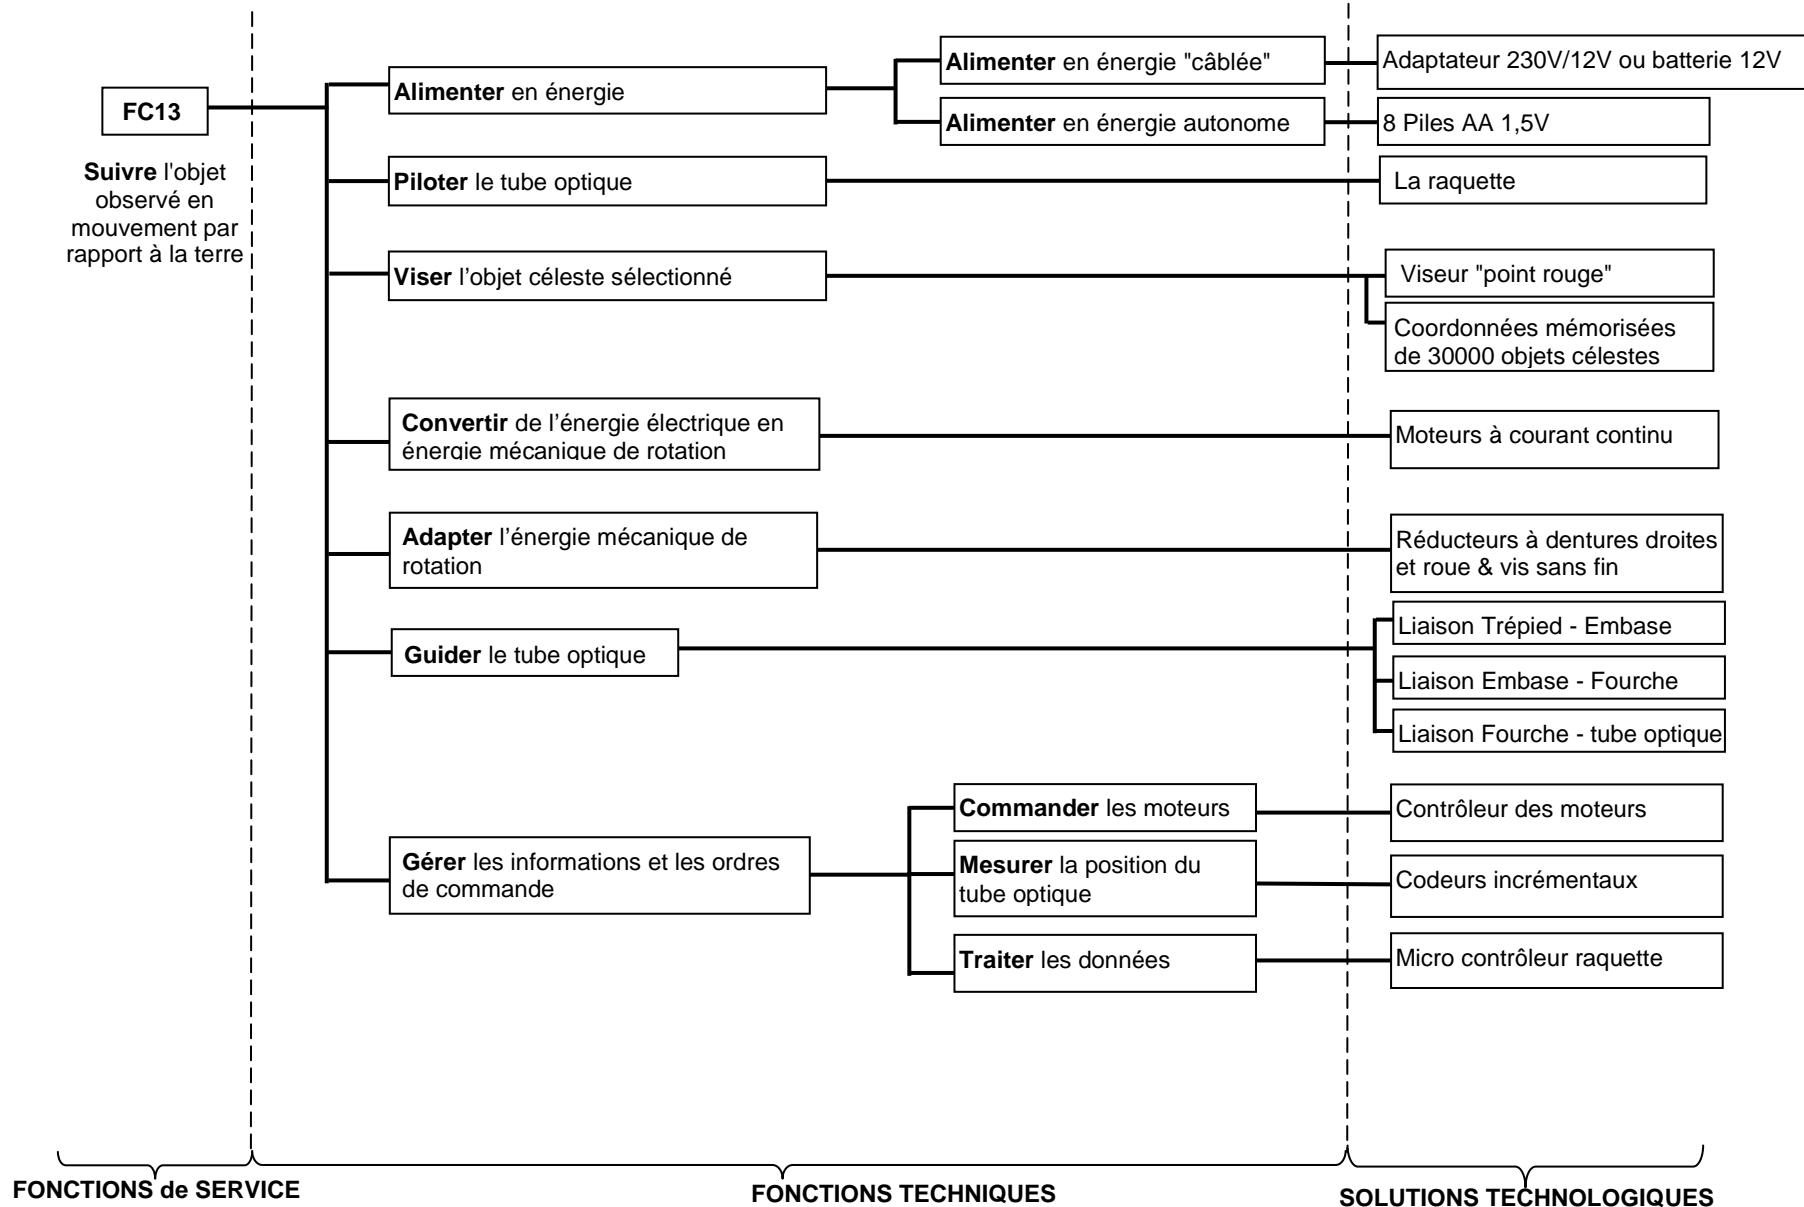 FC13
Suivre l'objet
observé en
mouvement par
rapport à la terre
Alimenter en énergie
Alimenter en énergie "câblée"
Adaptateur 230V/12V ou batterie 12V
Alimenter en énergie autonome
8 Piles AA 1,5V
Piloter le tube optique
La raquette
Viser l'objet céleste sélectionné
Viseur "point rouge"
Coordonnées mémorisées
de 30000 objets célestes
Convertir de l'énergie électrique en
énergie mécanique de rotation
Moteurs à courant continu
Adapter l'énergie mécanique de
rotation
Réducteurs à dentures droites
et roue & vis sans fin
Guider le tube optique
Liaison Trépied - Embase
Liaison Embase - Fourche
Liaison Fourche - tube optique
Gérer les informations et les ordres
de commande
Commander les moteurs
Contrôleur des moteurs
Mesurer la position du
tube optique
Codeurs incrémentaux
Traiter les données
Micro contrôleur raquette
FONCTIONS de SERVICE
FONCTIONS TECHNIQUES
SOLUTIONS TECHNOLOGIQUES